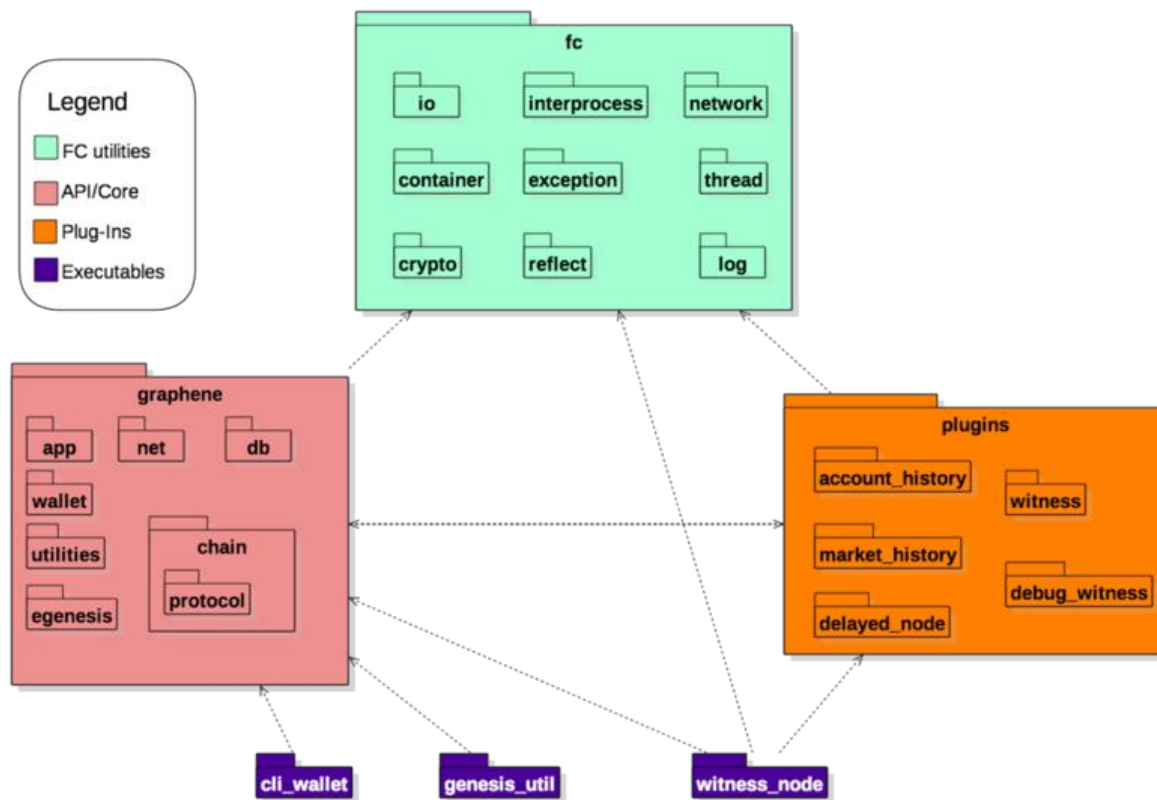 fc
io
interprocess
network
container
exception
thread
crypto
reflect
log
Legend
FC utilities
API/Core
Plug-Ins
Executables
graphene
app
net
db
wallet
utilities
chain
protocol
egenesis
plugins
account_history
witness
market_history
debug_witness
delayed_node
cli_wallet
genesis_util
witness_node